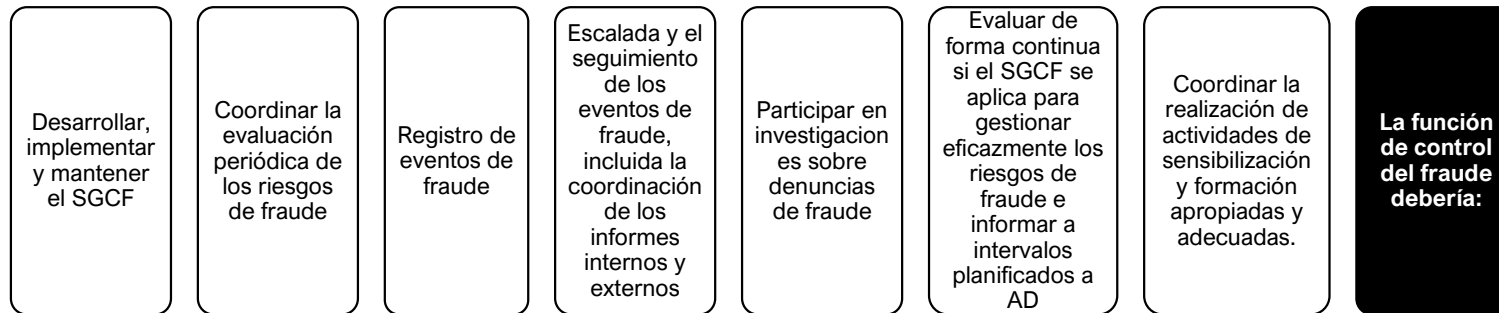 Desarrollar,
implementar
y mantener
el SGCF
Coordinar la
evaluación
periódica de
los riesgos
de fraude
Registro de
eventos de
fraude
Escalada y el
seguimiento
de los
eventos de
fraude,
incluida la
coordinación
de los
informes
internos y
externos
Participar en
investigacion
es sobre
denuncias
de fraude
Evaluar de
forma continua
si el SGCF se
aplica para
gestionar
eficazmente los
riesgos de
fraude e
informar a
intervalos
planificados a
AD
Coordinar la
realización de
actividades de
sensibilización
y formación
apropiadas y
adecuadas.
La función
de control
del fraude
debería: